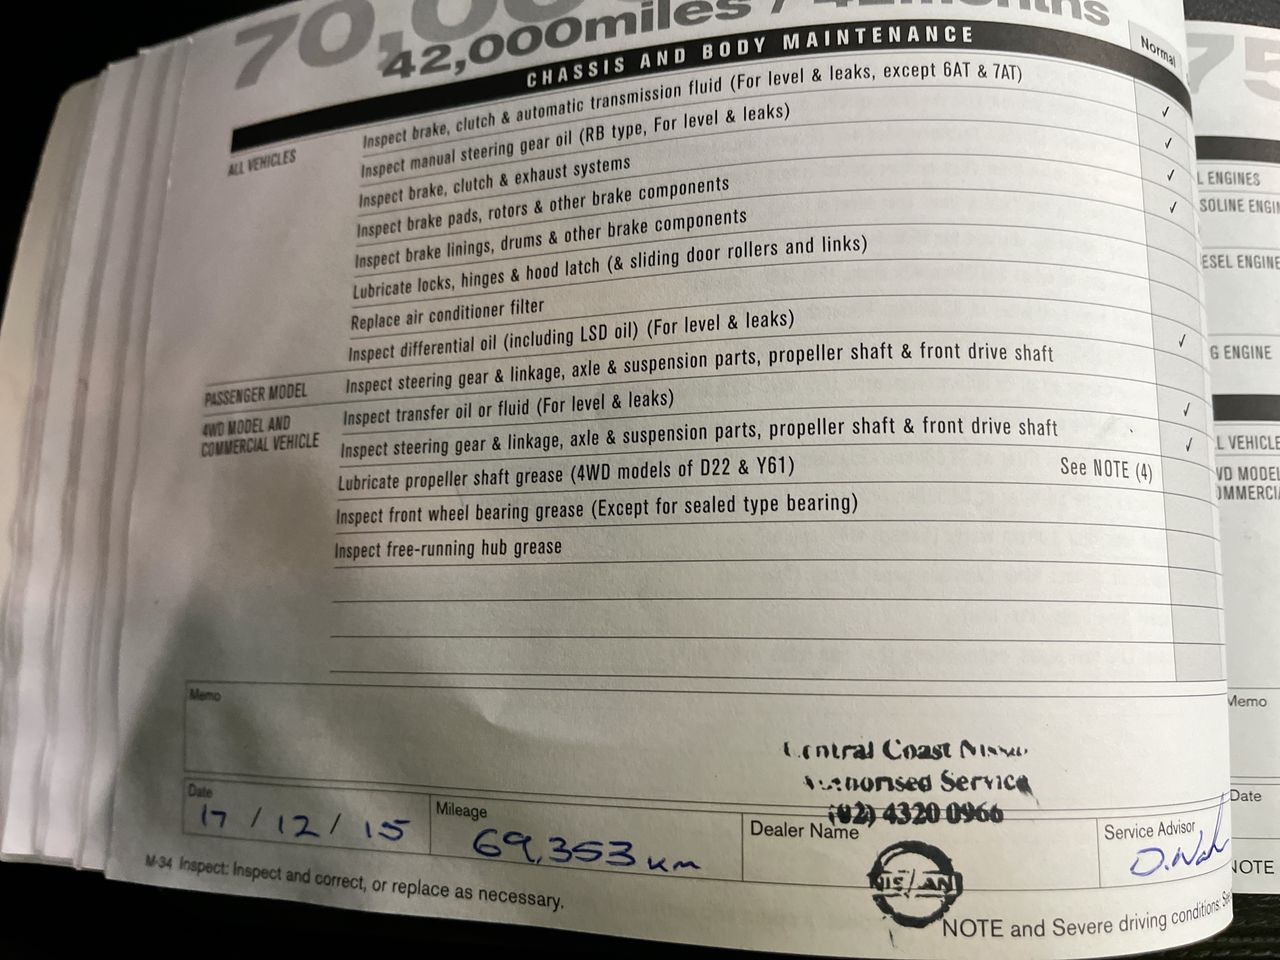 42,000miles /
CHASSIS AND BODY MAINTENANCE
Normal
ALL VEHICLES
Inspect brake, clutch & automatic transmission fluid (For level & leaks, except 6AT & 7AT) ✓
Inspect manual steering gear oil (RB type, For level & leaks) ✓
Inspect brake, clutch & exhaust systems ✓
Inspect brake pads, rotors & other brake components ✓
Inspect brake linings, drums & other brake components
Lubricate locks, hinges & hood latch (& sliding door rollers and links)
Replace air conditioner filter
Inspect differential oil (including LSD oil) (For level & leaks) ✓
PASSENGER MODEL
Inspect steering gear & linkage, axle & suspension parts, propeller shaft & front drive shaft
4WD MODEL AND
COMMERCIAL VEHICLE
Inspect transfer oil or fluid (For level & leaks) ✓
Inspect steering gear & linkage, axle & suspension parts, propeller shaft & front drive shaft ✓
Lubricate propeller shaft grease (4WD models of D22 & Y61) See NOTE (4)
Inspect front wheel bearing grease (Except for sealed type bearing)
Inspect free-running hub grease
Memo
Central Coast Nissan
Authorised Service
(02) 4320 0966
Date
17 / 12 / 15
Mileage
69,353 km
Dealer Name
NISSAN
Service Advisor
M-34 Inspect: Inspect and correct, or replace as necessary.
NOTE and Severe driving conditions:
75
L ENGINES
SOLINE ENGIN
ESEL ENGINE
G ENGINE
L VEHICLE
WD MODEL
OMMERCI
Memo
Date
NOTE